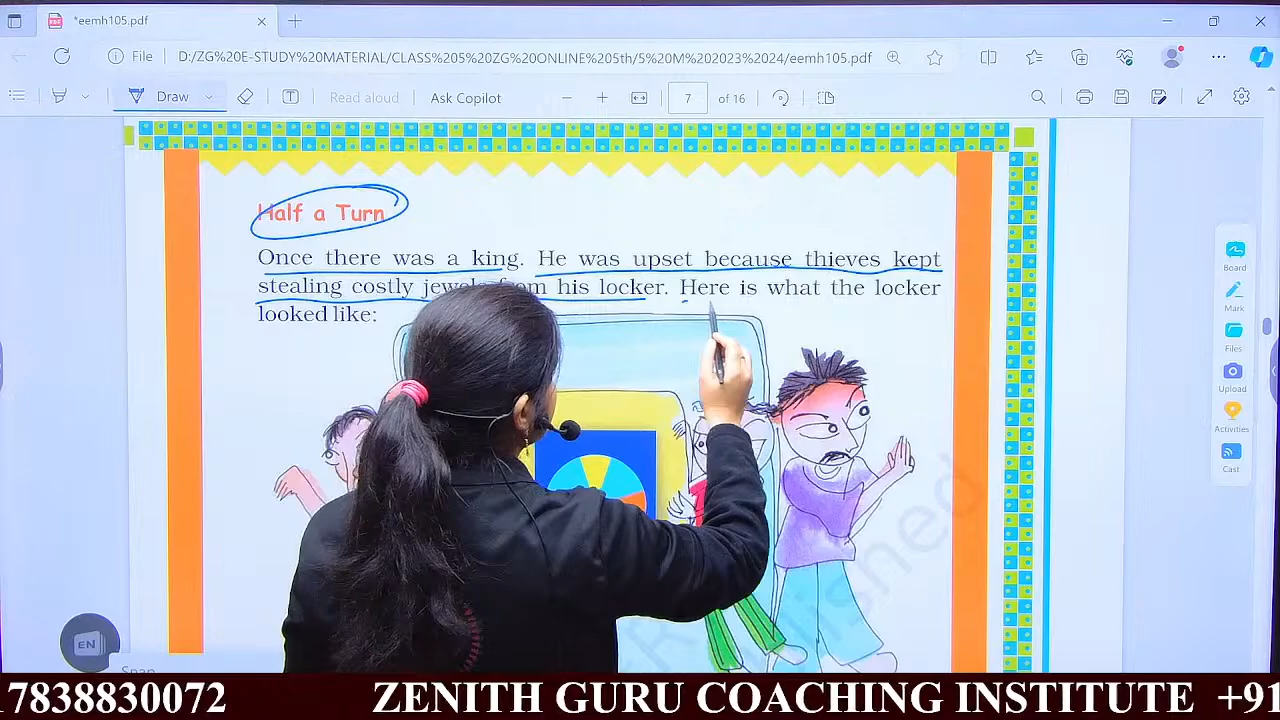 *eemh105.pdf
File D:/ZG%20E-STUDY%20MATERIAL/CLASS%205%20ZG%20ONLINE%205th/5%20M%202023%2024/eemh105.pdf
Draw Read aloud Ask Copilot 7 of 16
Half a Turn
Once there was a king. He was upset because thieves kept
stealing costly jewels from his locker. Here is what the locker
looked like:
Board
Mark
Files
Upload
Activities
Cast
EN
7838830072 ZENITH GURU COACHING INSTITUTE +91